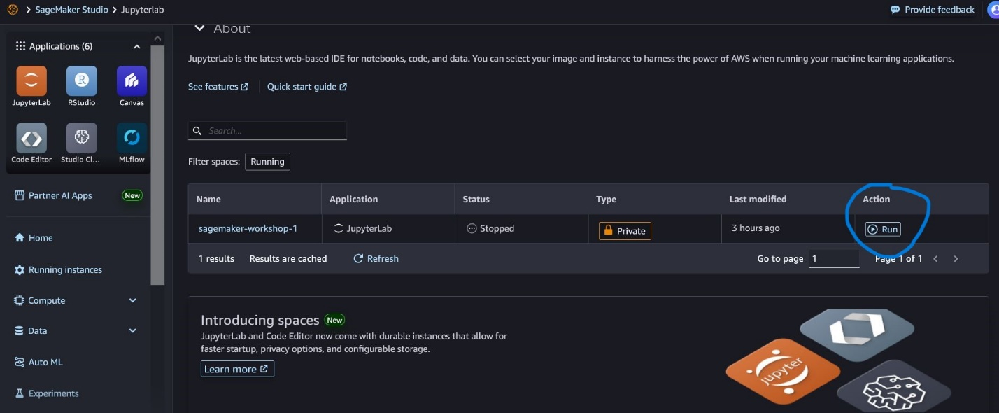 SageMaker Studio > Jupyterlab
Provide feedback
Applications (6)
JupyterLab
RStudio
Canvas
Code Editor
Studio Cl...
MLflow
Partner AI Apps
New
Home
Running instances
Compute
Data
Auto ML
Experiments
About
JupyterLab is the latest web-based IDE for notebooks, code, and data. You can select your image and instance to harness the power of AWS when running your machine learning applications.
See features
Quick start guide
Search...
Filter spaces: Running
Name Application Status Type Last modified Action
sagemaker-workshop-1 JupyterLab Stopped Private 3 hours ago Run
1 results Results are cached Refresh Go to page 1 Page 1 of 1
Introducing spaces New
JupyterLab and Code Editor now come with durable instances that allow for
faster startup, privacy options, and configurable storage.
Learn more
jupyter